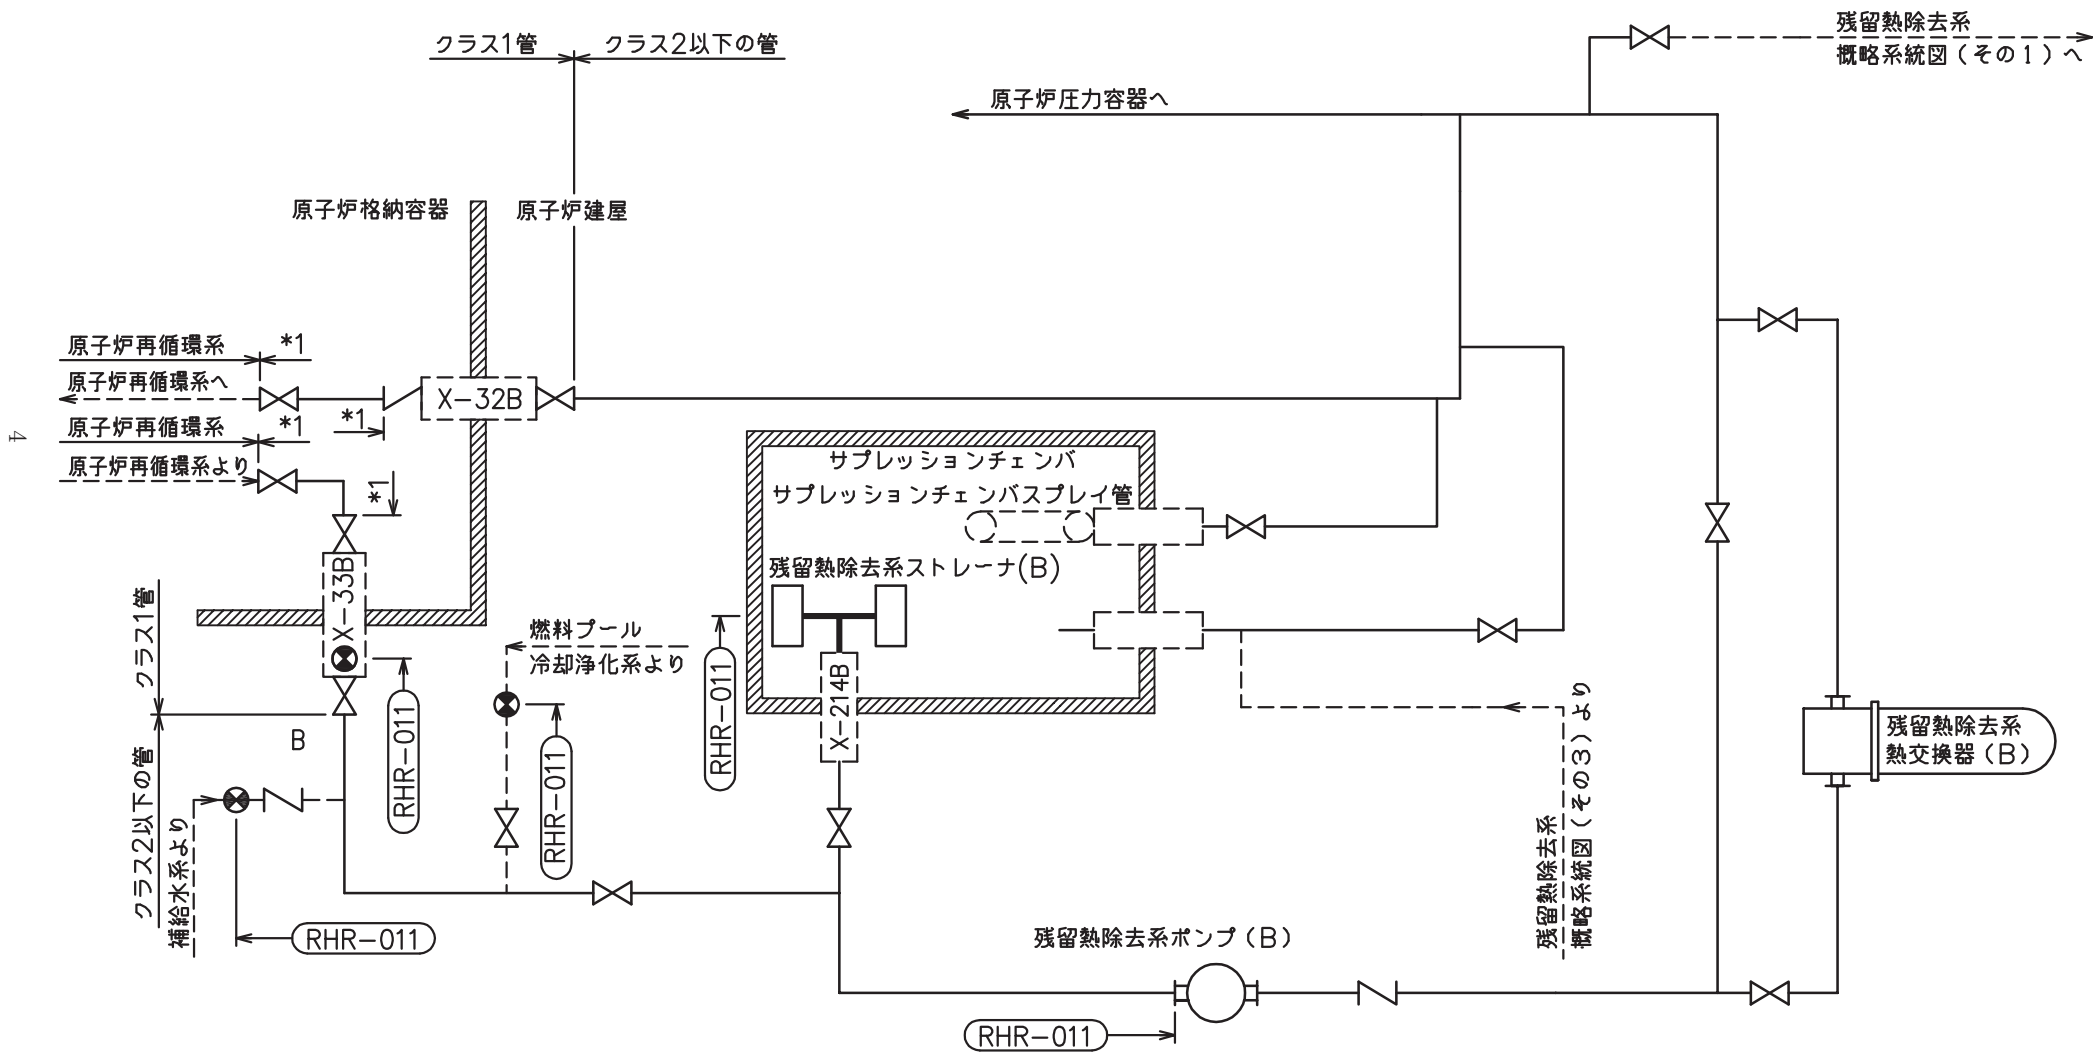 クラス1管
クラス2以下の管
残留熱除去系
概略系統図(その1)へ
原子炉圧力容器へ
原子炉格納容器
原子炉建屋
原子炉再循環系
*1
原子炉再循環系へ
X-32B
原子炉再循環系
*1
*1
原子炉再循環系より
*1
X-33B
4
サプレッションチェンバ
サプレッションチェンバスプレイ管
残留熱除去系ストレーナ(B)
X-214B
RHR-011
クラス1管
クラス2以下の管
B
RHR-011
燃料プール
冷却浄化系より
RHR-011
補給水系より
RHR-011
残留熱除去系
概略系統図(その3)より
残留熱除去系
熱交換器(B)
残留熱除去系ポンプ(B)
RHR-011